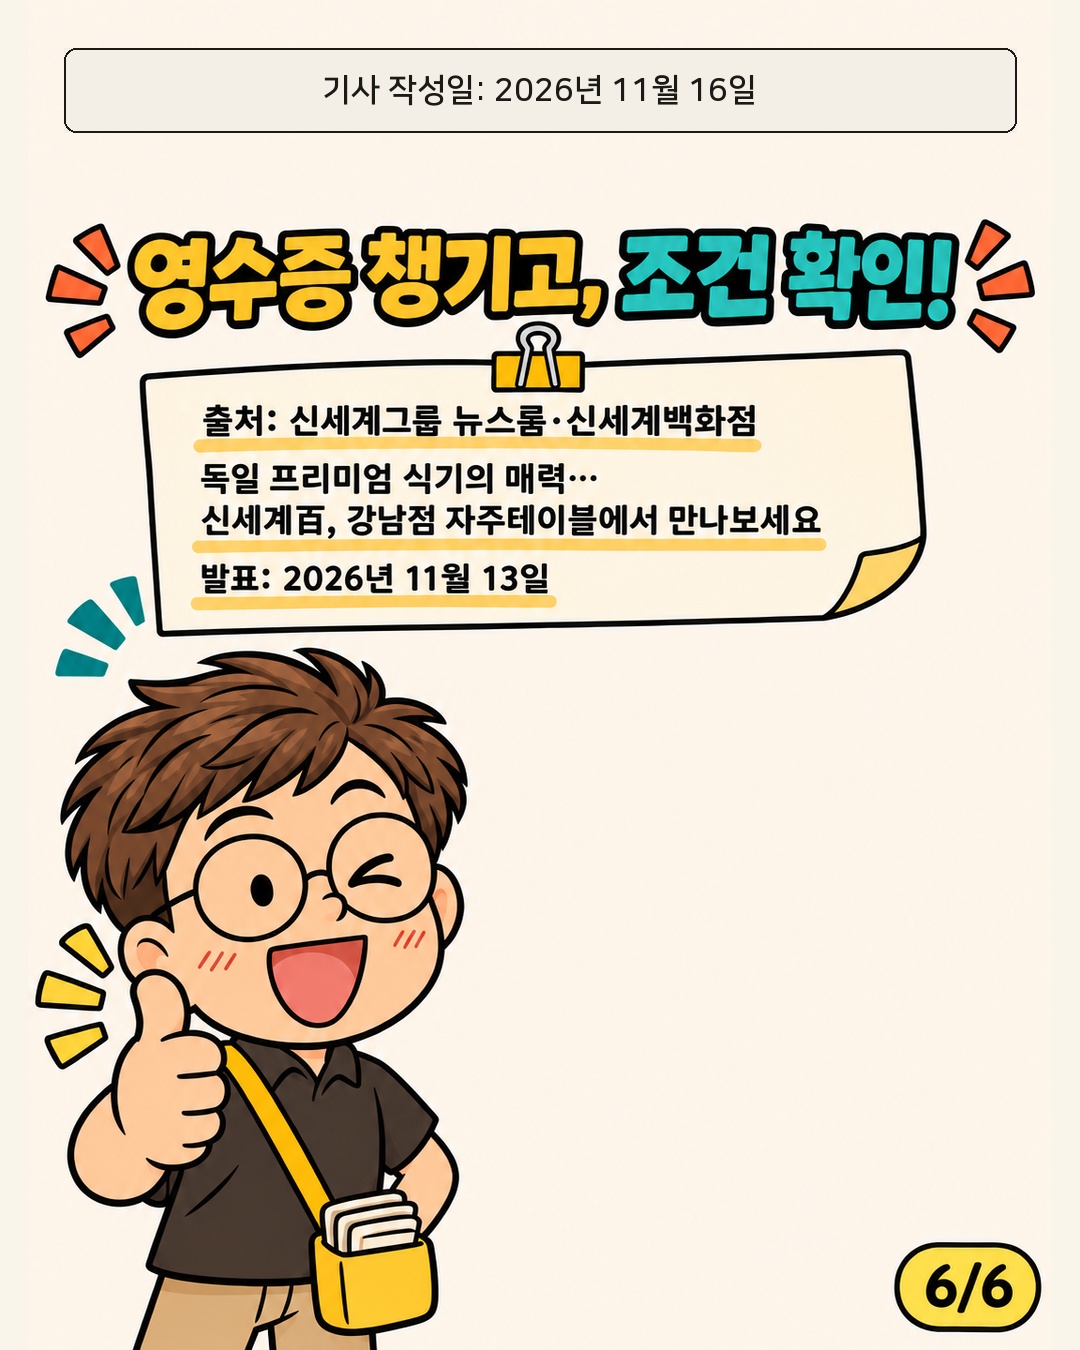 기사 작성일: 2026년 11월 16일
영수증 챙기고, 조건 확인!
출처: 신세계그룹 뉴스룸·신세계백화점
독일 프리미엄 식기의 매력…
신세계百, 강남점 자주테이블에서 만나보세요
발표: 2026년 11월 13일
6/6